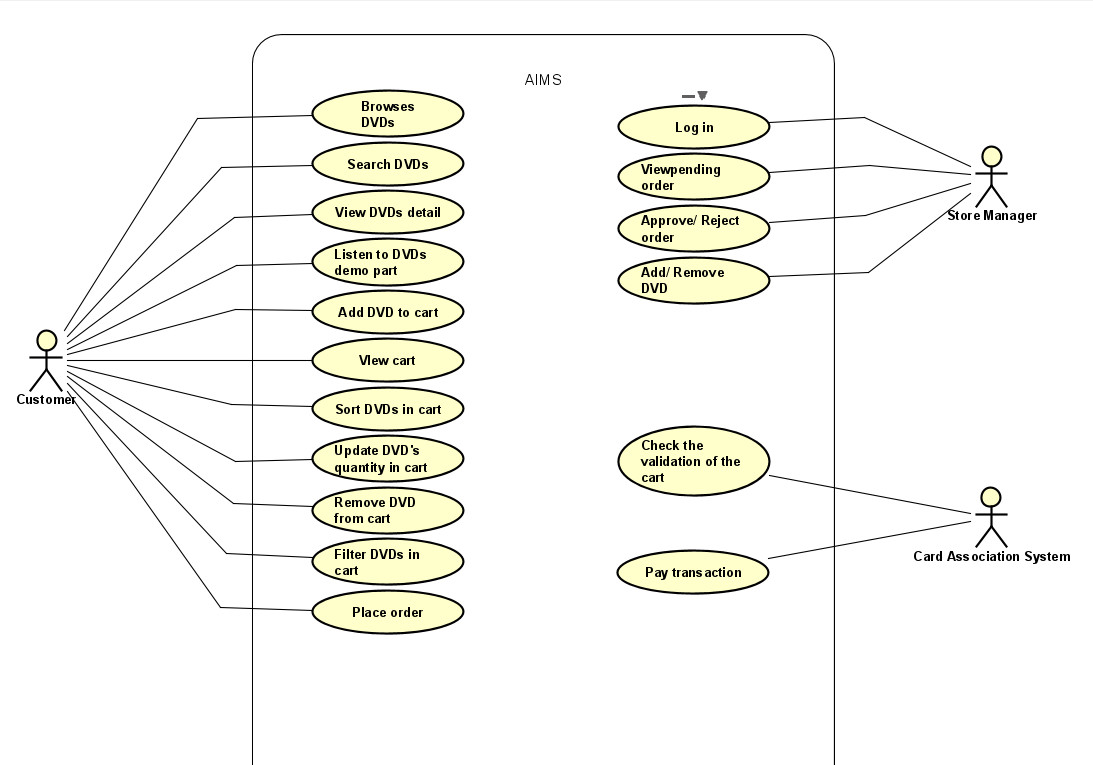 AIMS
Browses
DVDs
Search DVDs
View DVDs detail
Listen to DVDs
demo part
Add DVD to cart
VIew cart
Sort DVDs in cart
Update DVD's
quantity in cart
Remove DVD
from cart
Filter DVDs in
cart
Place order
Customer
Log in
Viewpending
order
Approve/ Reject
order
Add/ Remove
DVD
Store Manager
Check the
validation of the
cart
Pay transaction
Card Association System